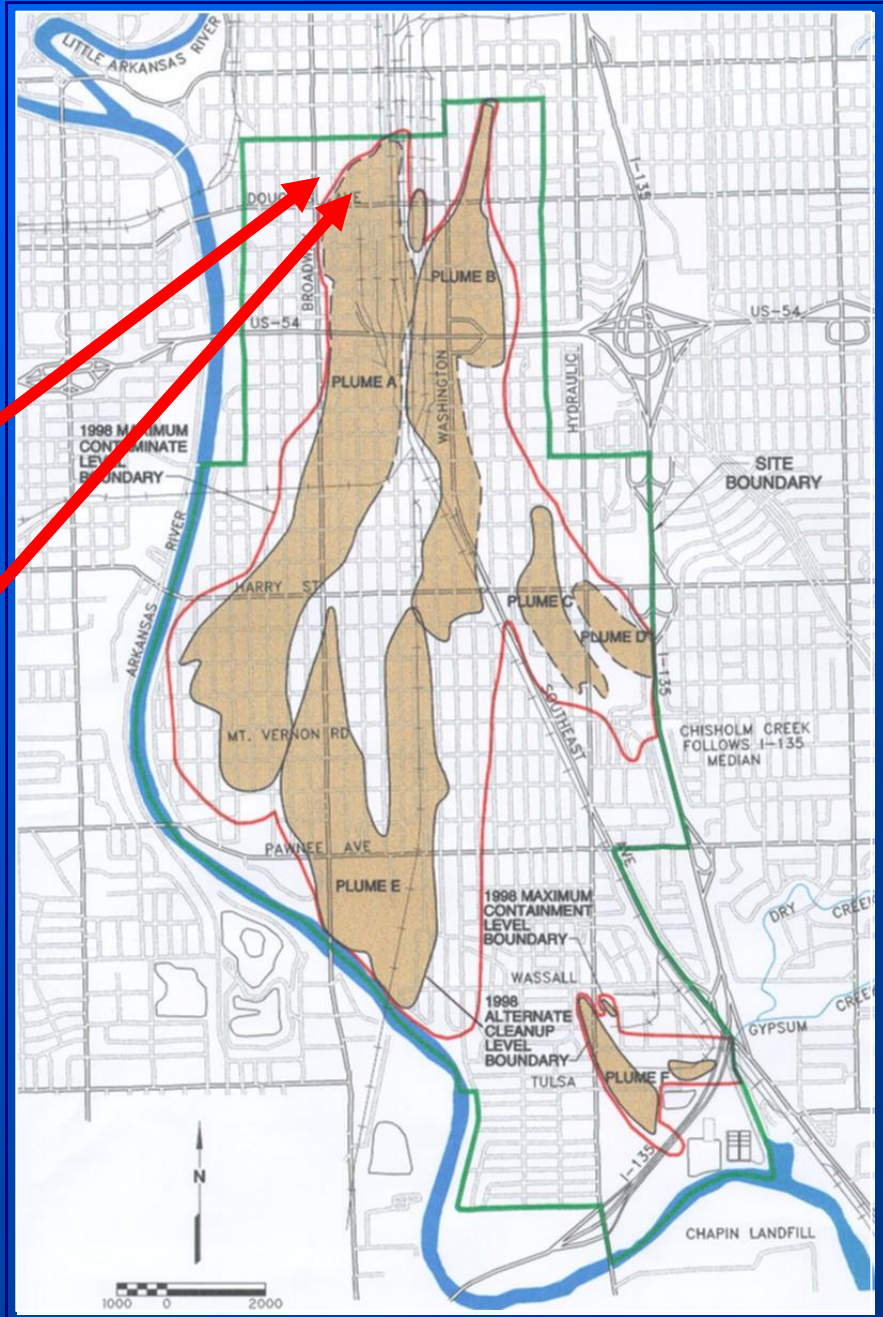 LITTLE ARKANSAS RIVER
I-135
DOUG
AVE
BROADW
PLUME B
US-54
US-54
WASHINGTON
HYDRAULIC
PLUME A
1998 MAXIMUM
CONTAMINATE
LEVEL
BOUNDARY
SITE
BOUNDARY
ARKANSAS RIVER
HARRY ST
PLUME C
PLUME D
I-135
SOUTHEAST AVE
MT. VERNON RD
CHISHOLM CREEK
FOLLOWS I-135
MEDIAN
PAWNEE AVE
PLUME E
1998 MAXIMUM
CONTAINMENT
LEVEL
BOUNDARY
DRY CREEK
WASSALL
1998
ALTERNATE
CLEANUP
LEVEL
BOUNDARY
GYPSUM CREE
PLUME F
TULSA
I-135
N
CHAPIN LANDFILL
1000 0 2000